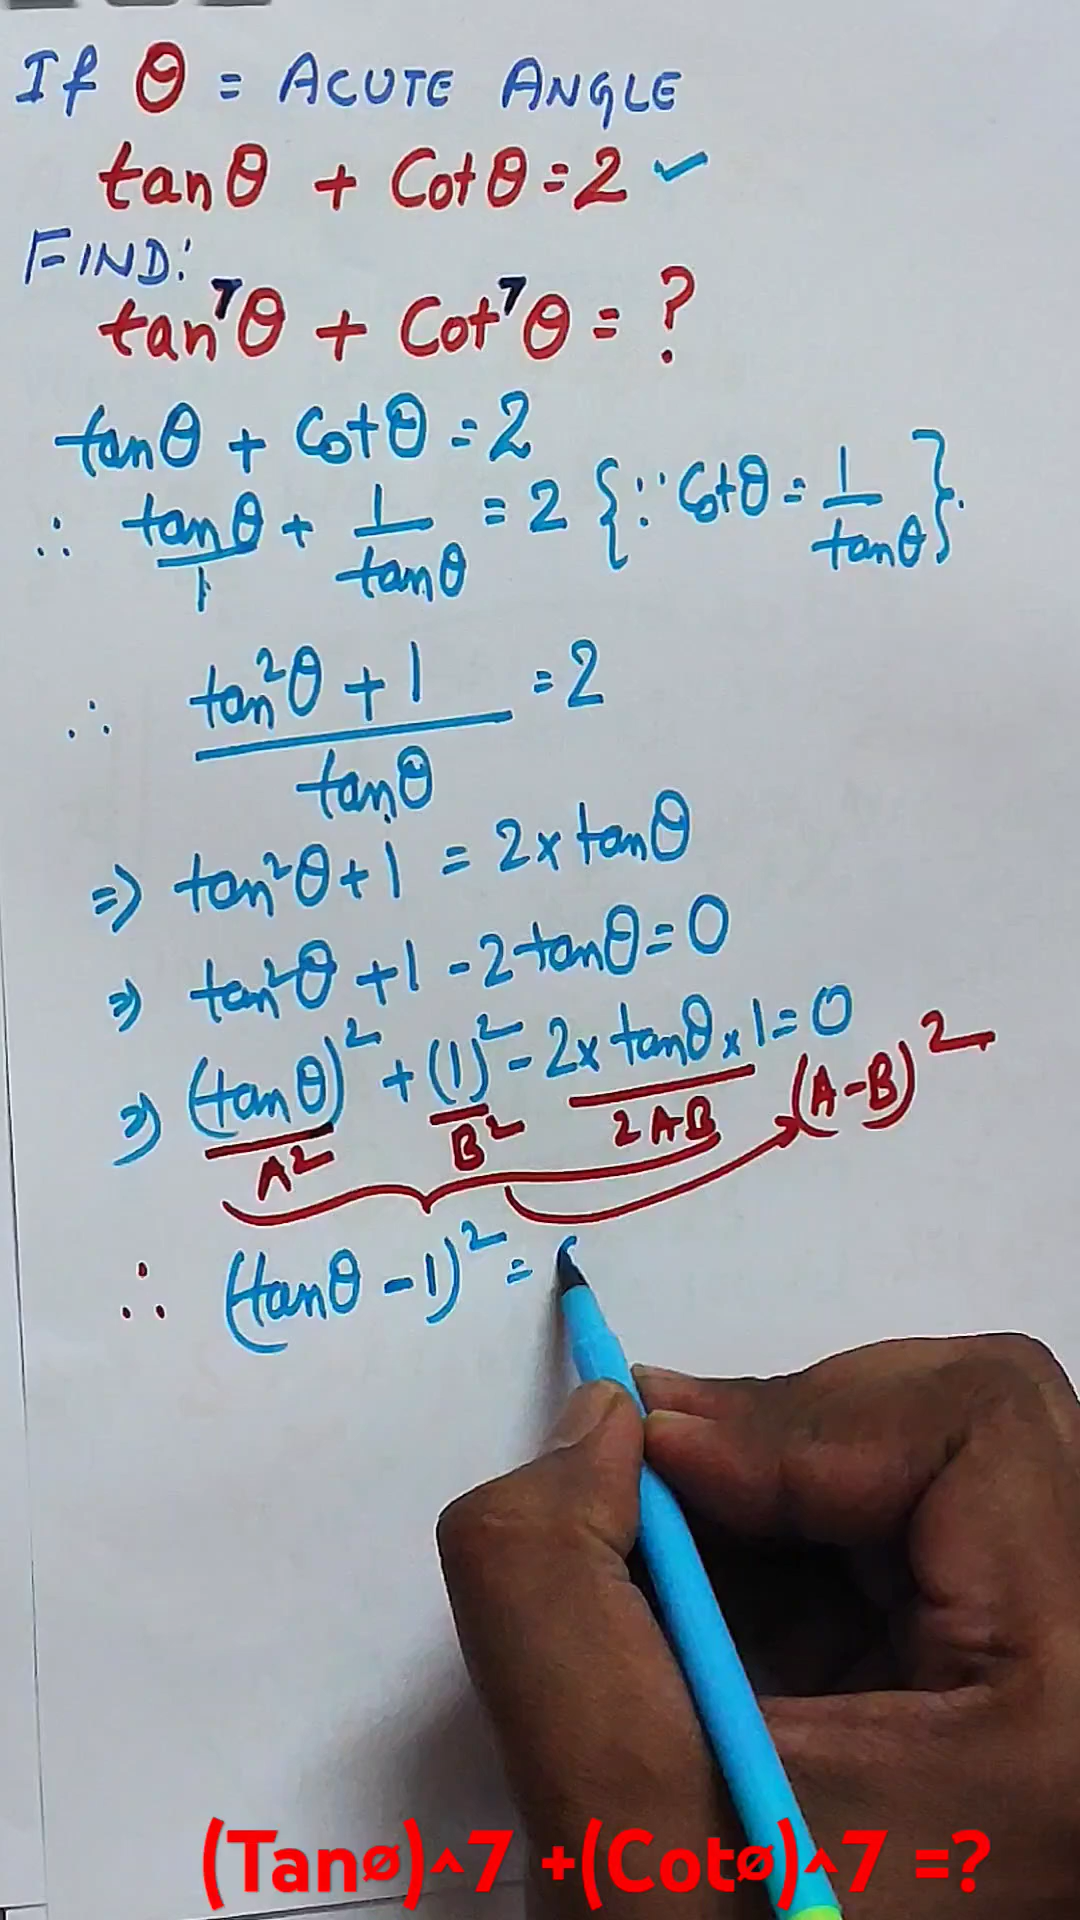 If θ = ACUTE ANGLE
tanθ + Cotθ = 2 ✓
FIND:
tan⁷θ + Cot⁷θ = ?
tanθ + Cotθ = 2
∴ tanθ/1 + 1/tanθ = 2 {∵ Cotθ = 1/tanθ}.
∴ (tan²θ + 1)/tanθ = 2
⇒ tan²θ + 1 = 2 × tanθ
⇒ tan²θ + 1 - 2 tanθ = 0
⇒ (tanθ)² + (1)² - 2 × tanθ × 1 = 0
A² B² 2AB (A-B)²
∴ (tanθ - 1)² =
(Tanø)^7 +(Cotø)^7 =?